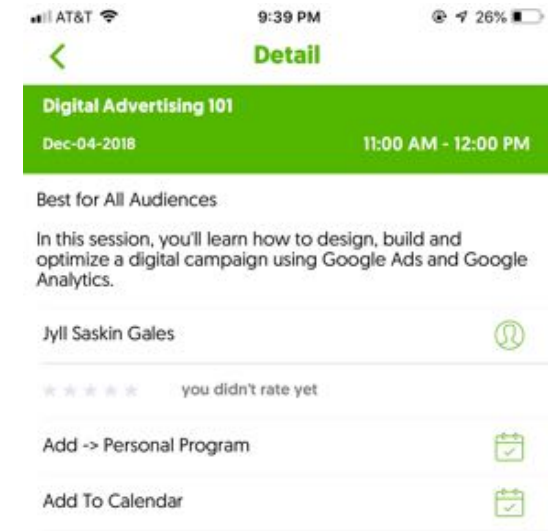 AT&T 9:39 PM 26%
Detail
Digital Advertising 101
Dec-04-2018 11:00 AM - 12:00 PM
Best for All Audiences
In this session, you'll learn how to design, build and
optimize a digital campaign using Google Ads and Google
Analytics.
Jyll Saskin Gales
you didn't rate yet
Add -> Personal Program
Add To Calendar